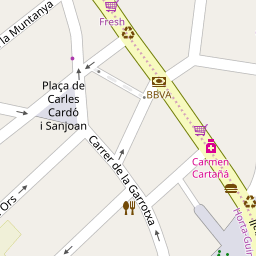 la Muntanya
Fresh
BBVA
Plaça de
Carles
Cardó
i Sanjoan
Carrer de la Garrotxa
Carmen
Cartañá
Ors
Horta-Guin